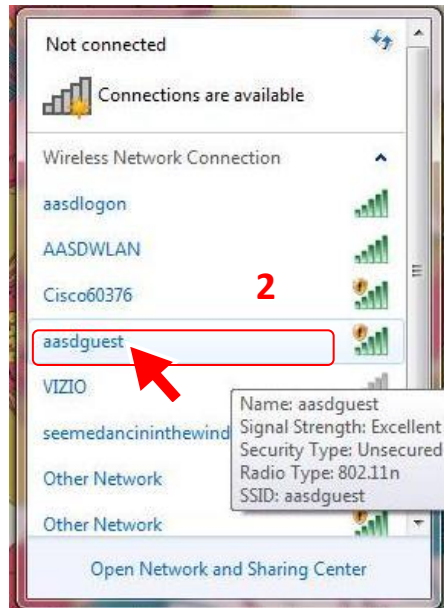 Not connected
Connections are available
Wireless Network Connection
aasdlogon
AASDWLAN
Cisco60376
2
aasdguest
VIZIO
seemedancininthewind
Other Network
Other Network
Name: aasdguest
Signal Strength: Excellent
Security Type: Unsecured
Radio Type: 802.11n
SSID: aasdguest
Open Network and Sharing Center